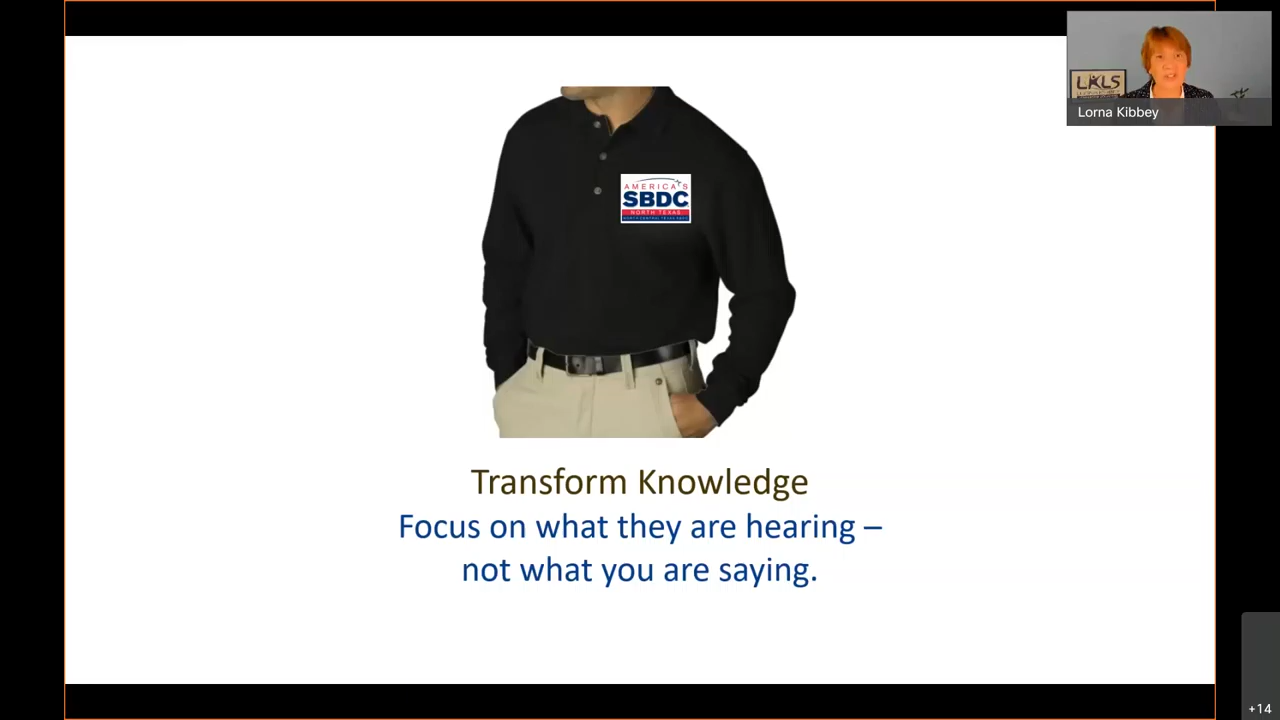 LKLS
Lorna Kibbey
AMERICA'S
SBDC
NORTH TEXAS
Transform Knowledge
Focus on what they are hearing –
not what you are saying.
+14